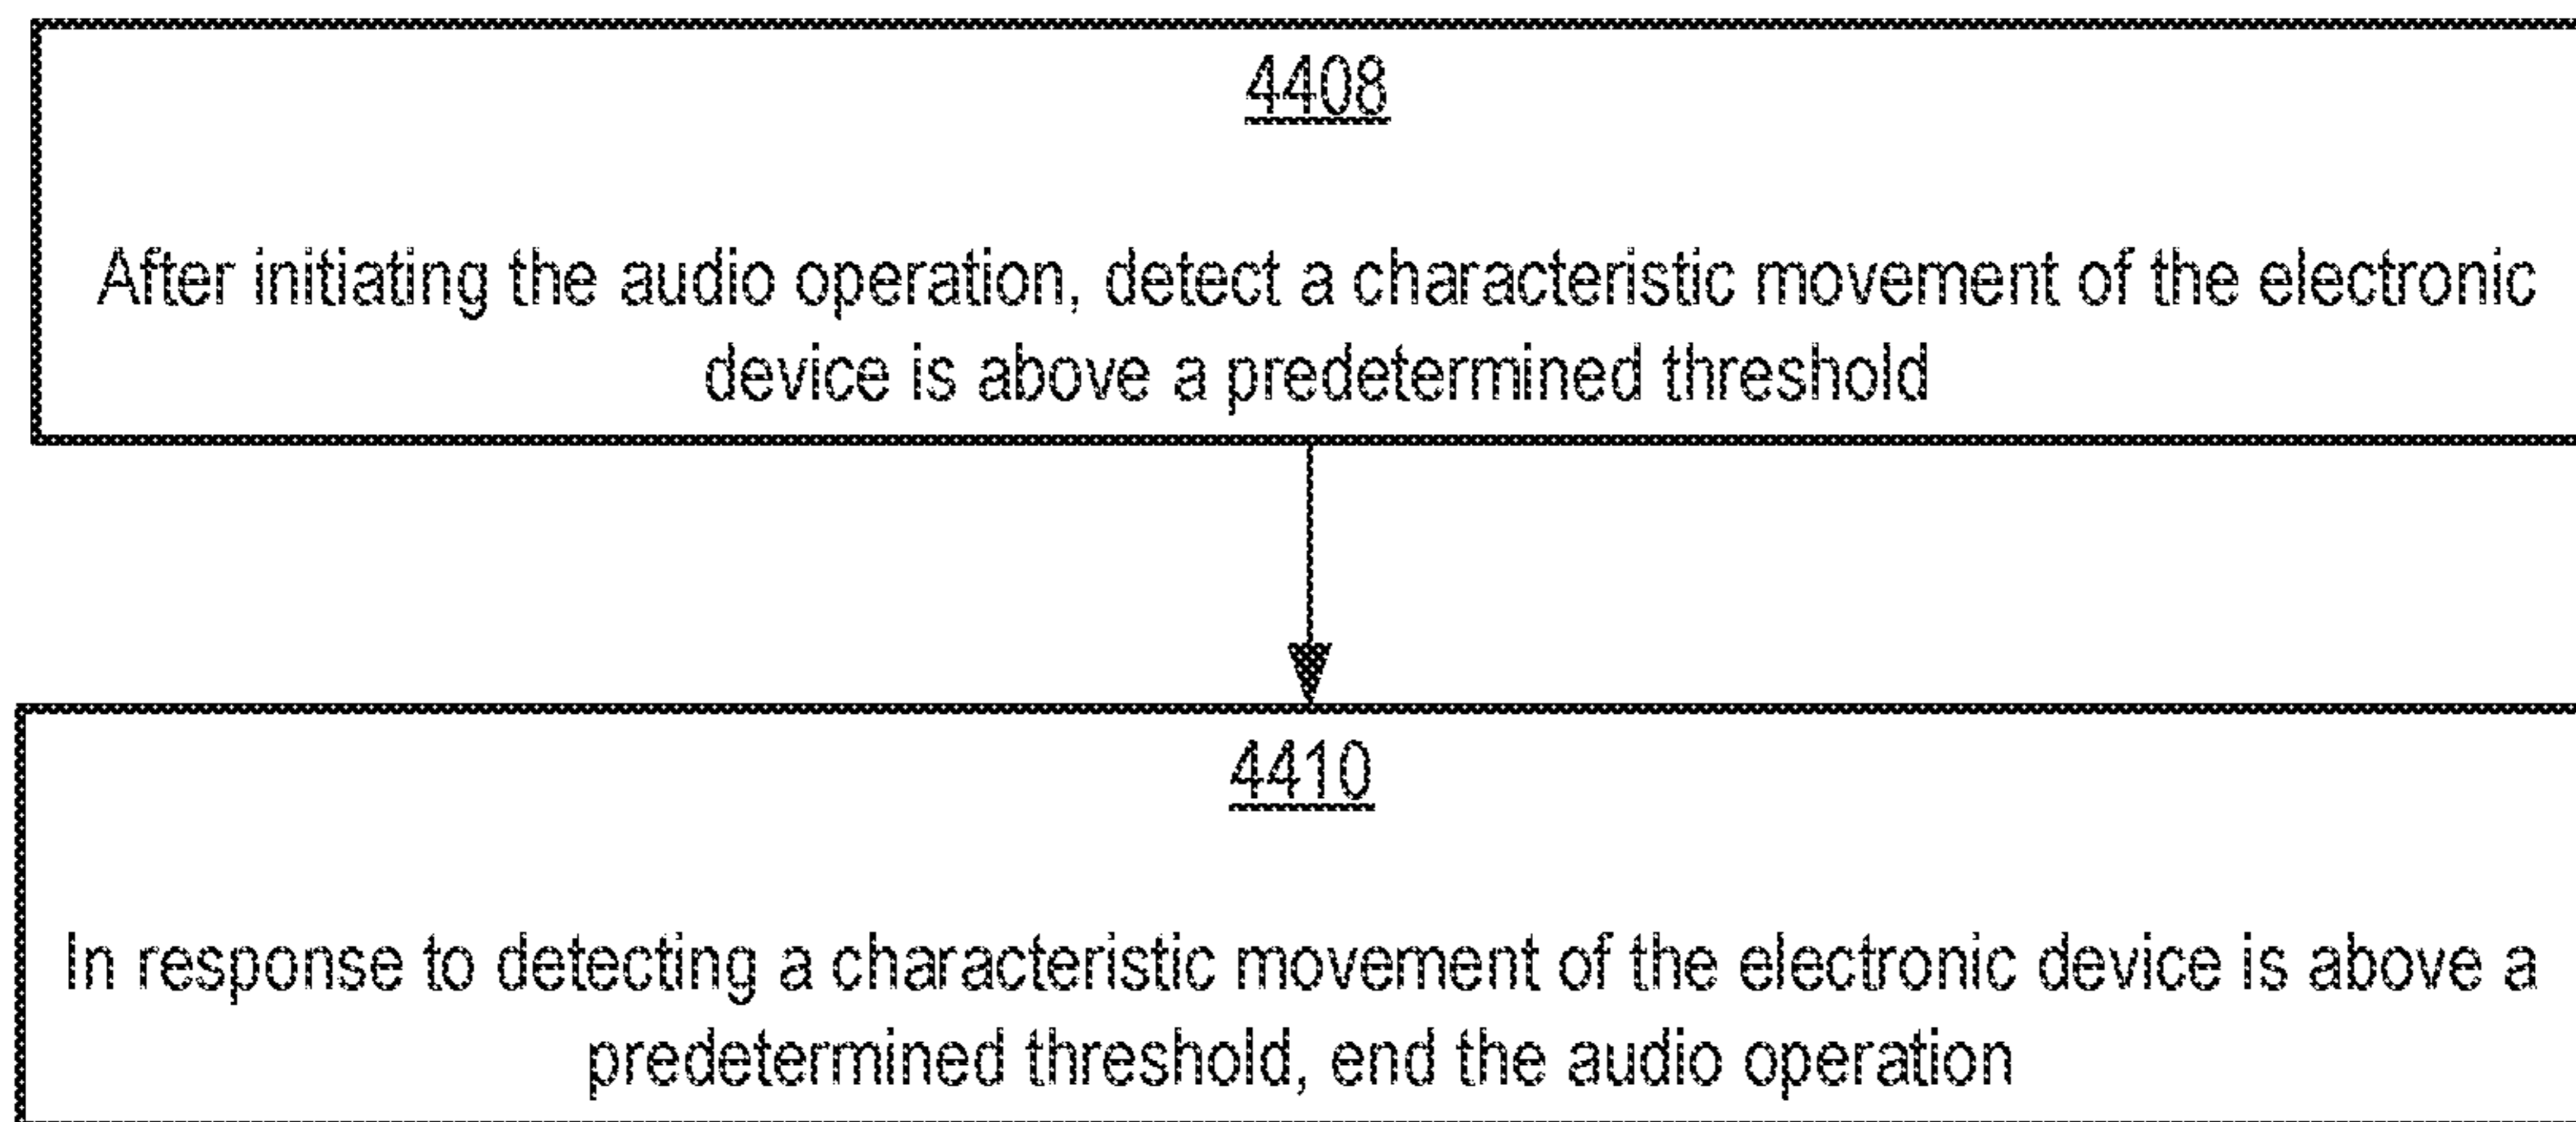 4408
After initiating the audio operation, detect a characteristic movement of the electronic
device is above a predetermined threshold
4410
In response to detecting a characteristic movement of the electronic device is above a
predetermined threshold, end the audio operation